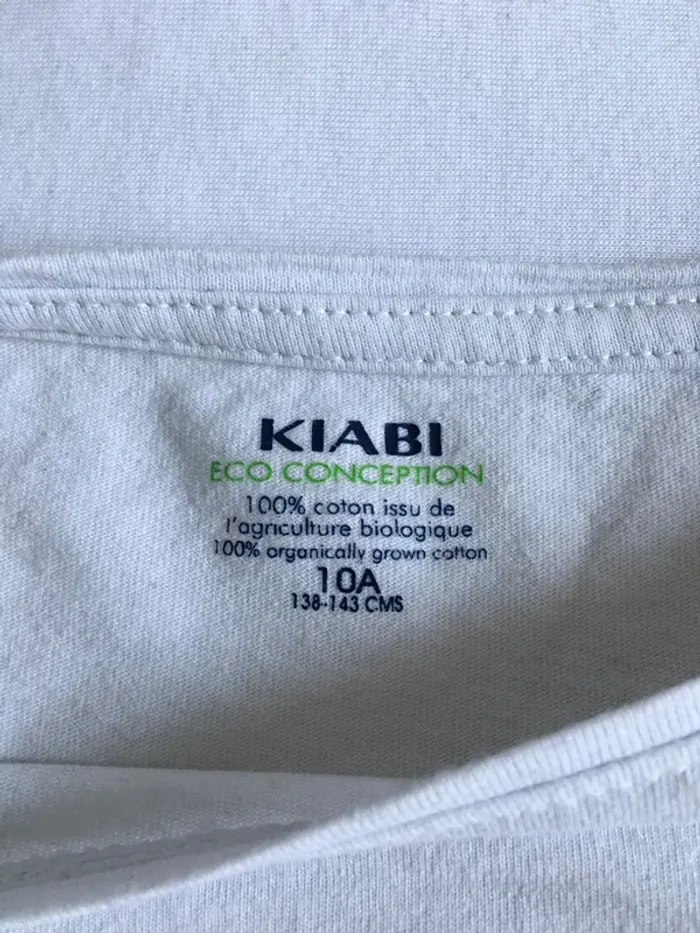 KIABI
ECO CONCEPTION
100% coton issu de
l'agriculture biologique
100% organically grown cotton
10A
138-143 CMS